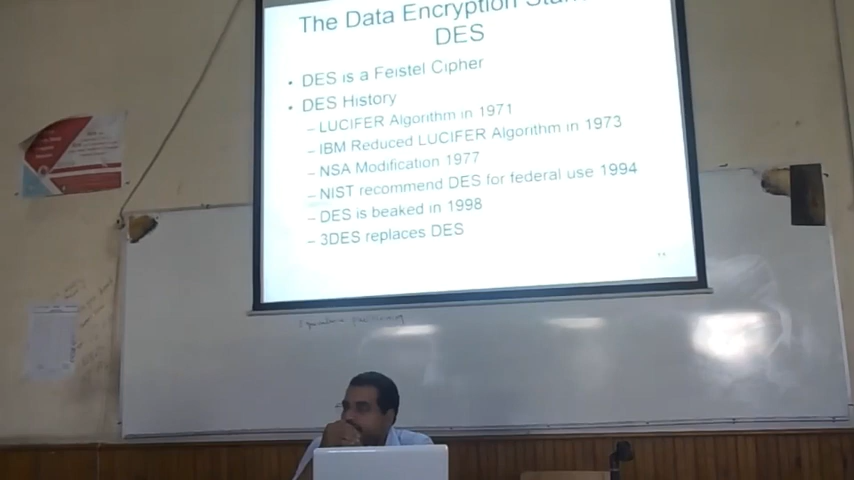 The Data Encryption
DES
• DES is a Feistel Cipher
• DES History
– LUCIFER Algorithm in 1971
– IBM Reduced LUCIFER Algorithm in 1973
– NSA Modification 1977
– NIST recommend DES for federal use 1994
– DES is beaked in 1998
– 3DES replaces DES